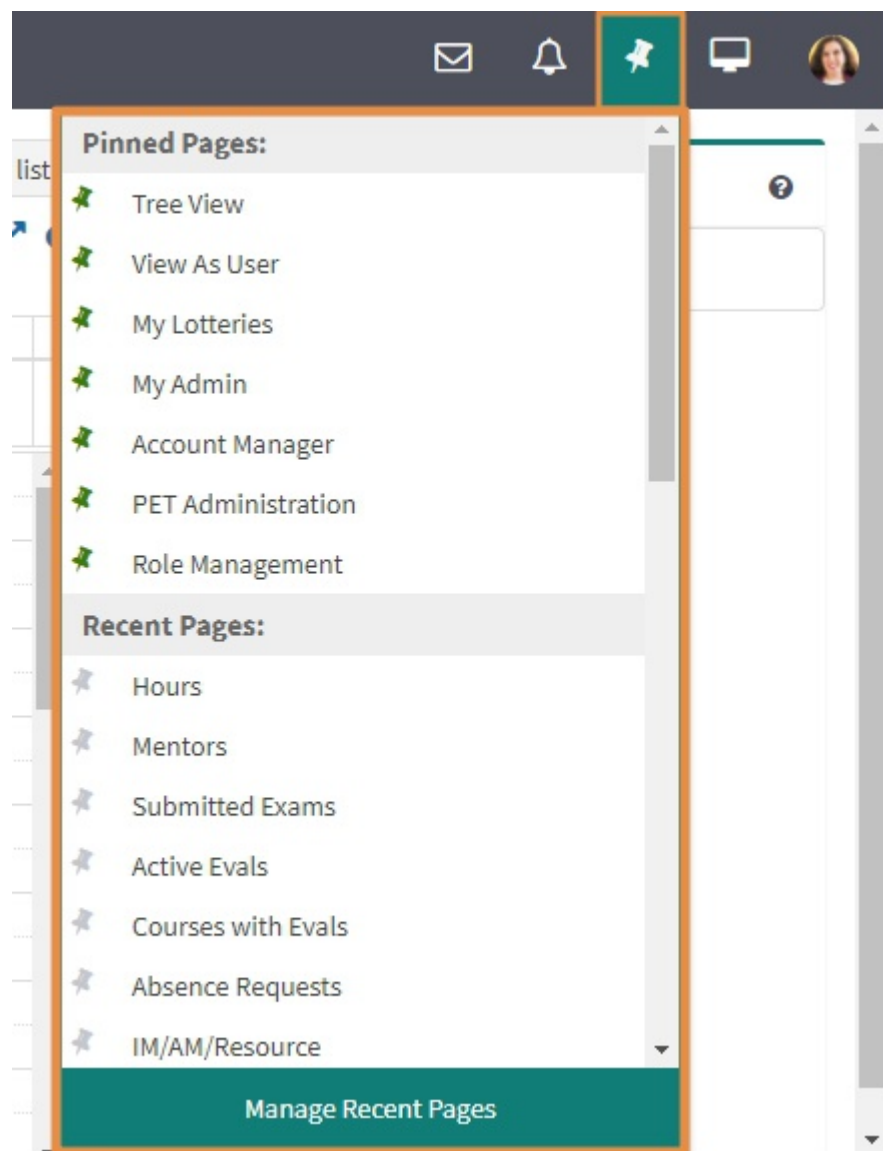 list
Pinned Pages:
Tree View
View As User
My Lotteries
My Admin
Account Manager
PET Administration
Role Management
Recent Pages:
Hours
Mentors
Submitted Exams
Active Evals
Courses with Evals
Absence Requests
IM/AM/Resource
Manage Recent Pages